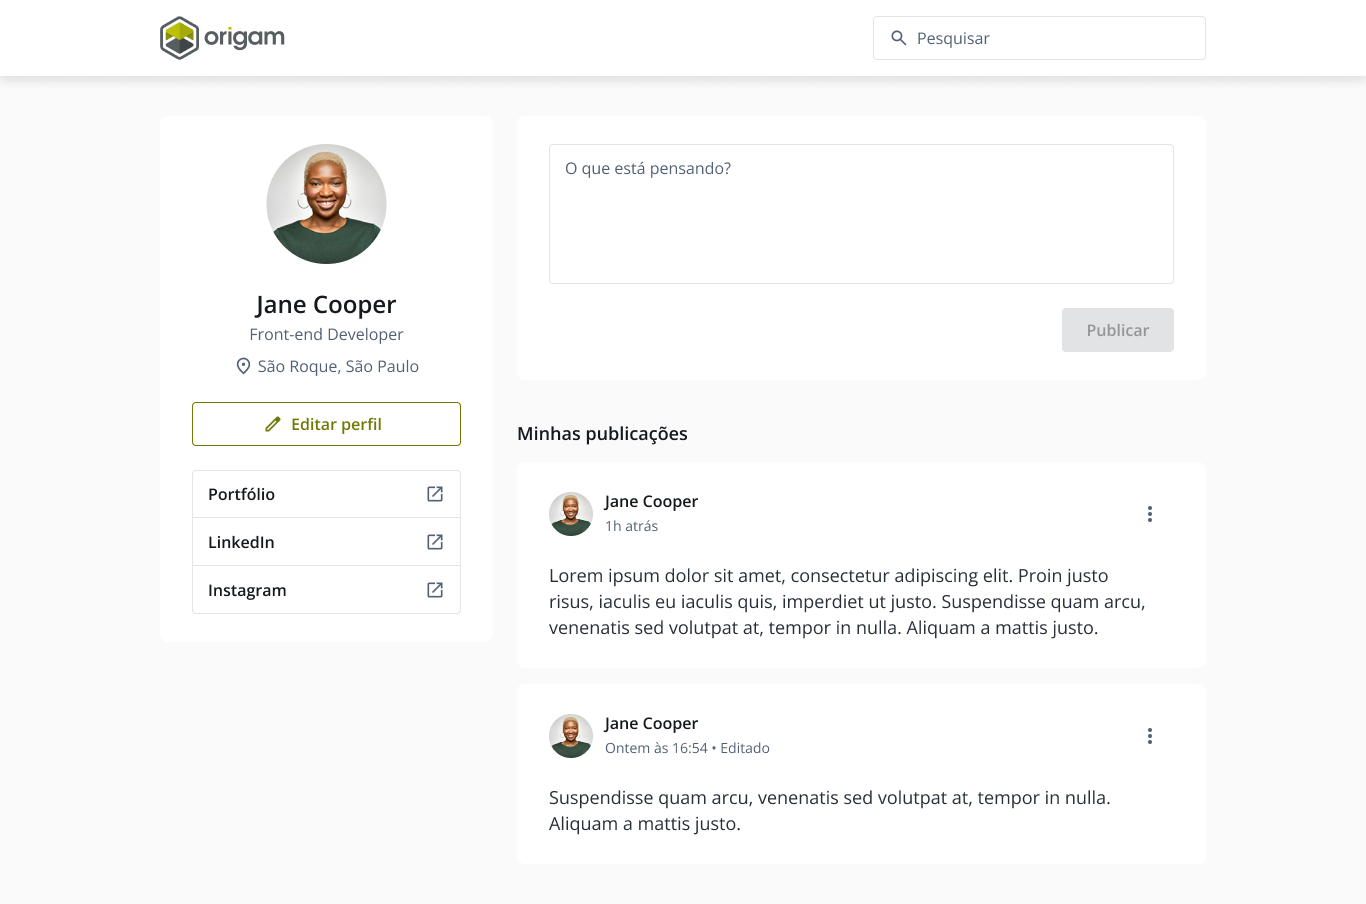 origam
Pesquisar
Jane Cooper
Front-end Developer
São Roque, São Paulo
Editar perfil
Portfólio
LinkedIn
Instagram
O que está pensando?
Publicar
Minhas publicações
Jane Cooper
1h atrás
Lorem ipsum dolor sit amet, consectetur adipiscing elit. Proin justo
risus, iaculis eu iaculis quis, imperdiet ut justo. Suspendisse quam arcu,
venenatis sed volutpat at, tempor in nulla. Aliquam a mattis justo.
Jane Cooper
Ontem às 16:54 • Editado
Suspendisse quam arcu, venenatis sed volutpat at, tempor in nulla.
Aliquam a mattis justo.